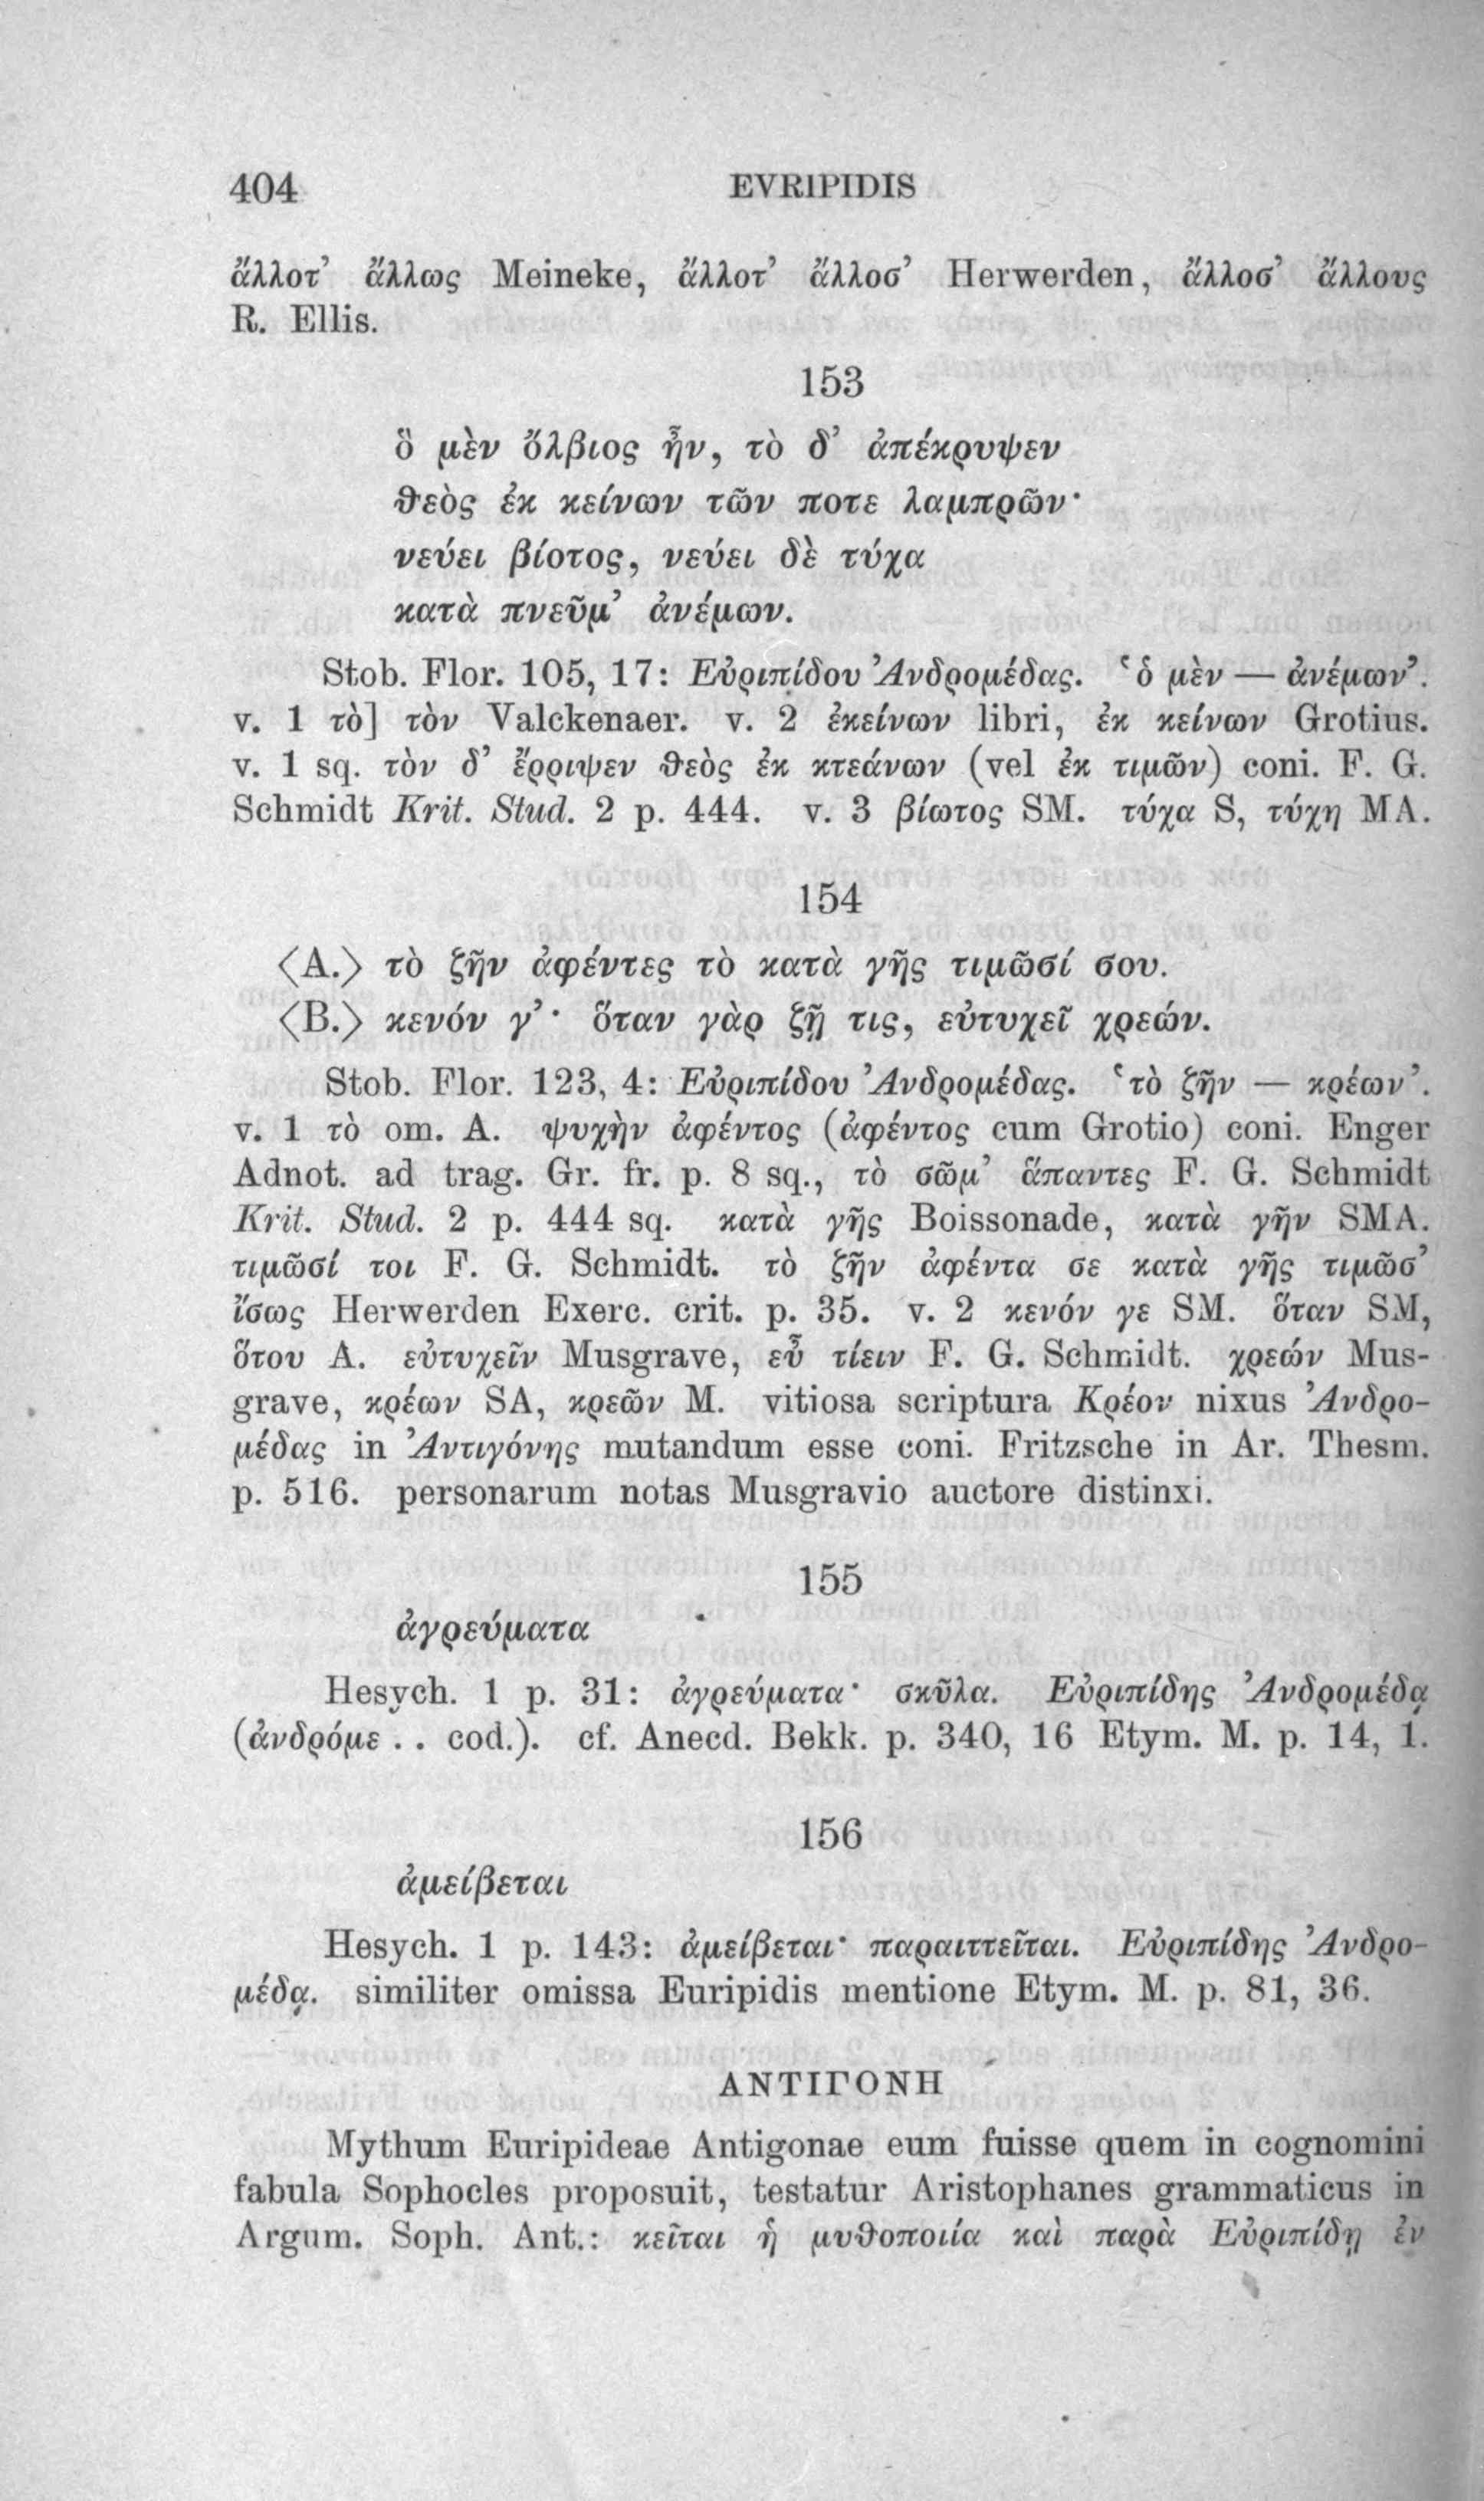 404 EVRIPIDIS
ἄλλοτ’ ἄλλως Meineke, ἄλλοτ’ ἄλλοσ’ Herwerden, ἄλλοσ’ ἄλλους
R. Ellis.
153
ὃ μὲν ὄλβιος ἦν, τὸ δ’ ἀπέκρυψεν
θεὸς ἐκ κείνων τῶν ποτε λαμπρῶν·
νεύει βίοτος, νεύει δὲ τύχα
κατὰ πνεῦμ’ ἀνέμων.
Stob. Flor. 105, 17: Εὐριπίδου Ἀνδρομέδας. ‘ὁ μὲν — ἀνέμων’.
v. 1 τὸ] τὸν Valckenaer. v. 2 ἐκείνων libri, ἐκ κείνων Grotius.
v. 1 sq. τὸν δ’ ἔρριψεν θεὸς ἐκ κτεάνων (vel ἐκ τιμῶν) coni. F. G.
Schmidt Krit. Stud. 2 p. 444. v. 3 βίωτος SM. τύχα S, τύχη MA.
154
⟨A.⟩ τὸ ζῆν ἀφέντες τὸ κατὰ γῆς τιμῶσί σου.
⟨B.⟩ κενόν γ’· ὅταν γὰρ ζῇ τις, εὐτυχεῖ χρεών.
Stob. Flor. 123, 4: Εὐριπίδου Ἀνδρομέδας. ‘τὸ ζῆν — κρέων’.
v. 1 τὸ om. A. ψυχὴν ἀφέντος (ἀφέντος cum Grotio) coni. Enger
Adnot. ad trag. Gr. fr. p. 8 sq., τὸ σῶμ’ ἅπαντες F. G. Schmidt
Krit. Stud. 2 p. 444 sq. κατὰ γῆς Boissonade, κατὰ γῆν SMA.
τιμῶσί τοι F. G. Schmidt. τὸ ζῆν ἀφέντα σε κατὰ γῆς τιμῶσ’
ἴσως Herwerden Exerc. crit. p. 35. v. 2 κενόν γε SM. ὅταν SM,
ὅτου A. εὐτυχεῖν Musgrave, εὖ τίειν F. G. Schmidt. χρεών Mus-
grave, κρέων SA, κρεῶν M. vitiosa scriptura Κρέον nixus Ἀνδρο-
μέδας in Ἀντιγόνης mutandum esse coni. Fritzsche in Ar. Thesm.
p. 516. personarum notas Musgravio auctore distinxi.
155
ἀγρεύματα
Hesych. 1 p. 31: ἀγρεύματα· σκῦλα. Εὐριπίδης Ἀνδρομέδᾳ
(ἀνδρόμε . . cod.). cf. Anecd. Bekk. p. 340, 16 Etym. M. p. 14, 1.
156
ἀμείβεται
Hesych. 1 p. 143: ἀμείβεται· παραιττεῖται. Εὐριπίδης Ἀνδρο-
μέδᾳ. similiter omissa Euripidis mentione Etym. M. p. 81, 36.
ΑΝΤΙΓΟΝΗ
Mythum Euripideae Antigonae eum fuisse quem in cognomini
fabula Sophocles proposuit, testatur Aristophanes grammaticus in
Argum. Soph. Ant.: κεῖται ἡ μυθοποιία καὶ παρὰ Εὐριπίδῃ ἐν